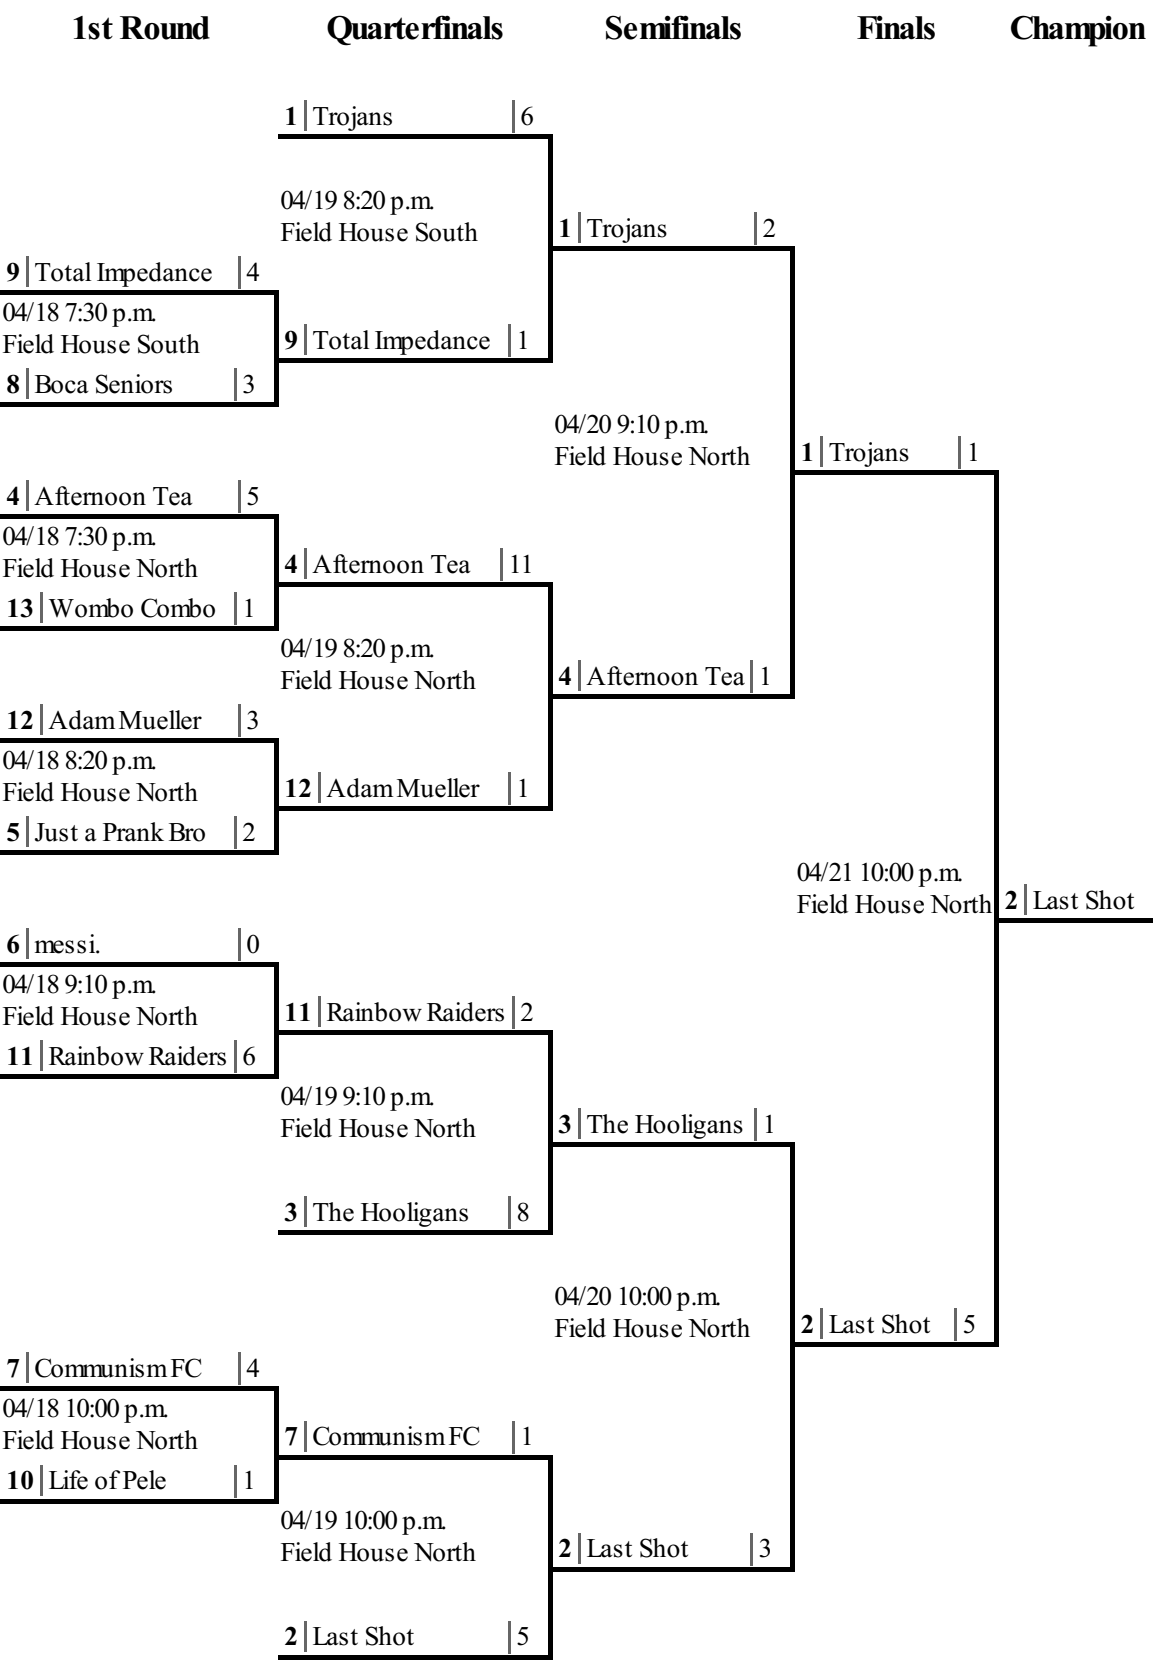 1st Round Quarterfinals Semifinals Finals Champion
1 Trojans 6
04/19 8:20 p.m.
Field House South
1 Trojans 2
9 Total Impedance 4
04/18 7:30 p.m.
Field House South
9 Total Impedance 1
8 Boca Seniors 3
04/20 9:10 p.m.
Field House North
1 Trojans 1
4 Afternoon Tea 5
04/18 7:30 p.m.
Field House North
4 Afternoon Tea 11
13 Wombo Combo 1
04/19 8:20 p.m.
Field House North
4 Afternoon Tea 1
12 Adam Mueller 3
04/18 8:20 p.m.
Field House North
12 Adam Mueller 1
5 Just a Prank Bro 2
04/21 10:00 p.m.
Field House North
2 Last Shot
6 messi. 0
04/18 9:10 p.m.
Field House North
11 Rainbow Raiders 2
11 Rainbow Raiders 6
04/19 9:10 p.m.
Field House North
3 The Hooligans 1
3 The Hooligans 8
04/20 10:00 p.m.
Field House North
2 Last Shot 5
7 Communism FC 4
04/18 10:00 p.m.
Field House North
7 Communism FC 1
10 Life of Pele 1
04/19 10:00 p.m.
Field House North
2 Last Shot 3
2 Last Shot 5